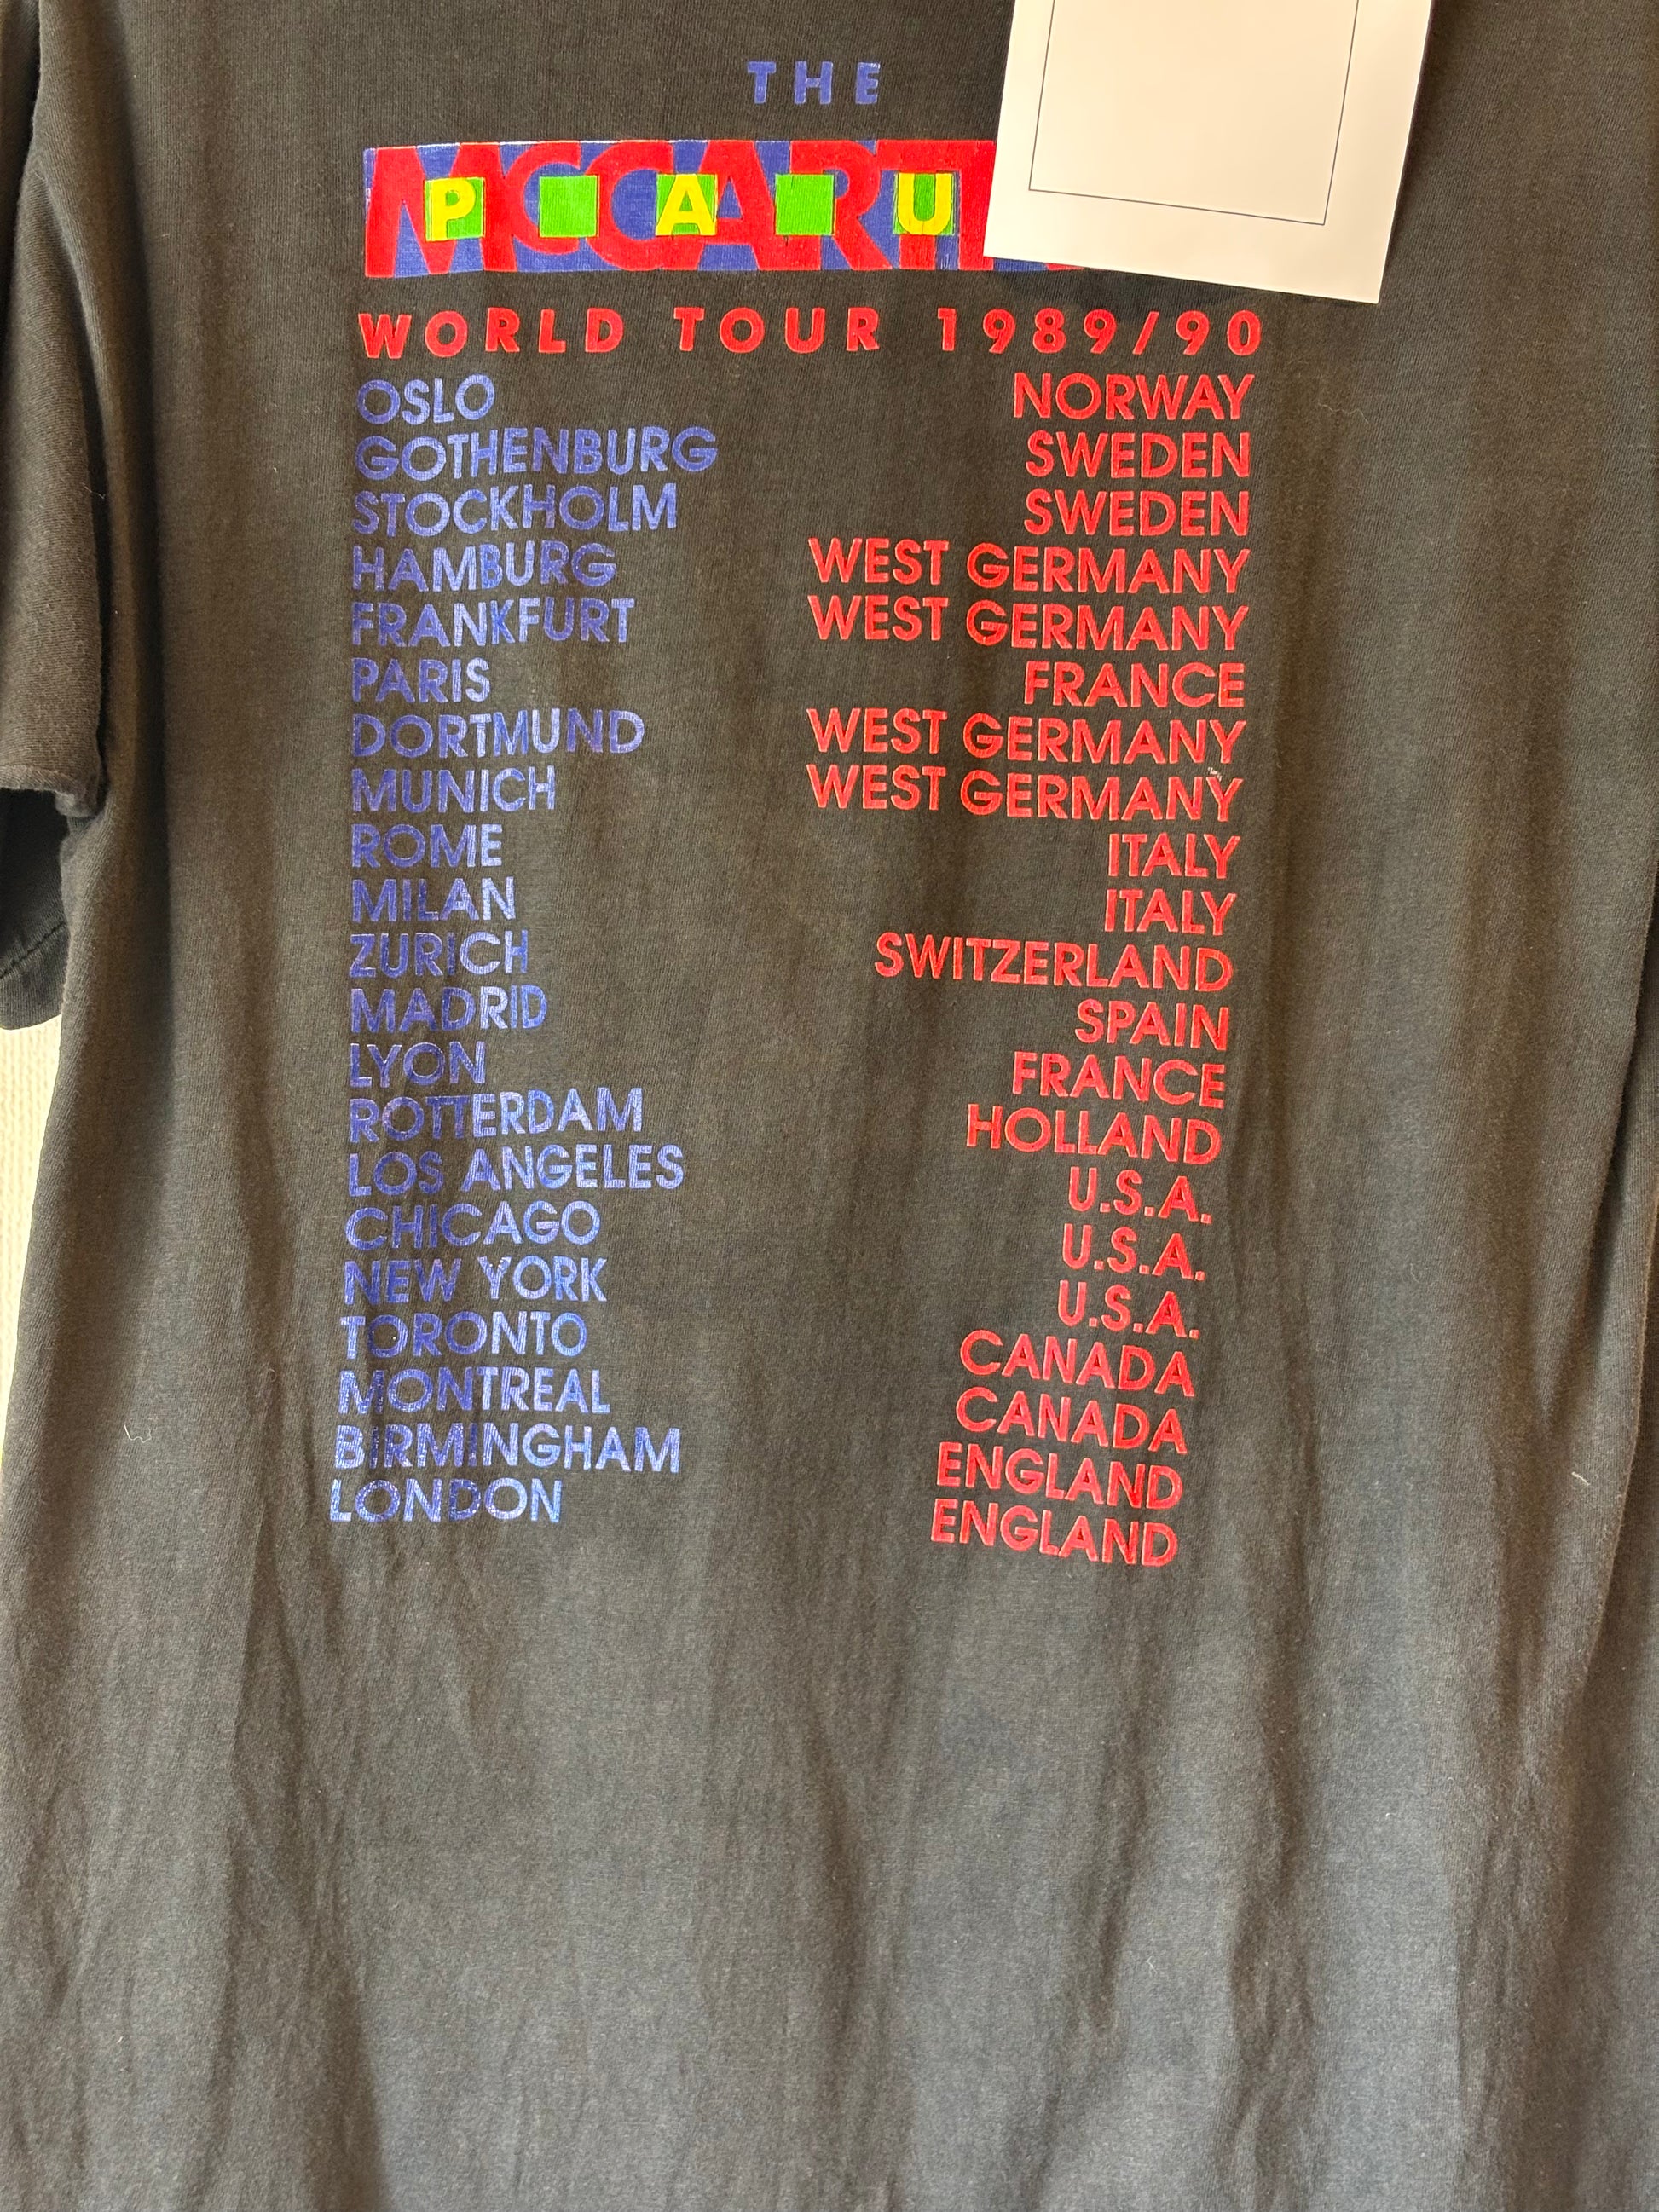 THE
MCCART
P A U
WORLD TOUR 1989/90
OSLO NORWAY
GOTHENBURG SWEDEN
STOCKHOLM SWEDEN
HAMBURG WEST GERMANY
FRANKFURT WEST GERMANY
PARIS FRANCE
DORTMUND WEST GERMANY
MUNICH WEST GERMANY
ROME ITALY
MILAN ITALY
ZURICH SWITZERLAND
MADRID SPAIN
LYON FRANCE
ROTTERDAM HOLLAND
LOS ANGELES U.S.A.
CHICAGO U.S.A.
NEW YORK U.S.A.
TORONTO CANADA
MONTREAL CANADA
BIRMINGHAM ENGLAND
LONDON ENGLAND